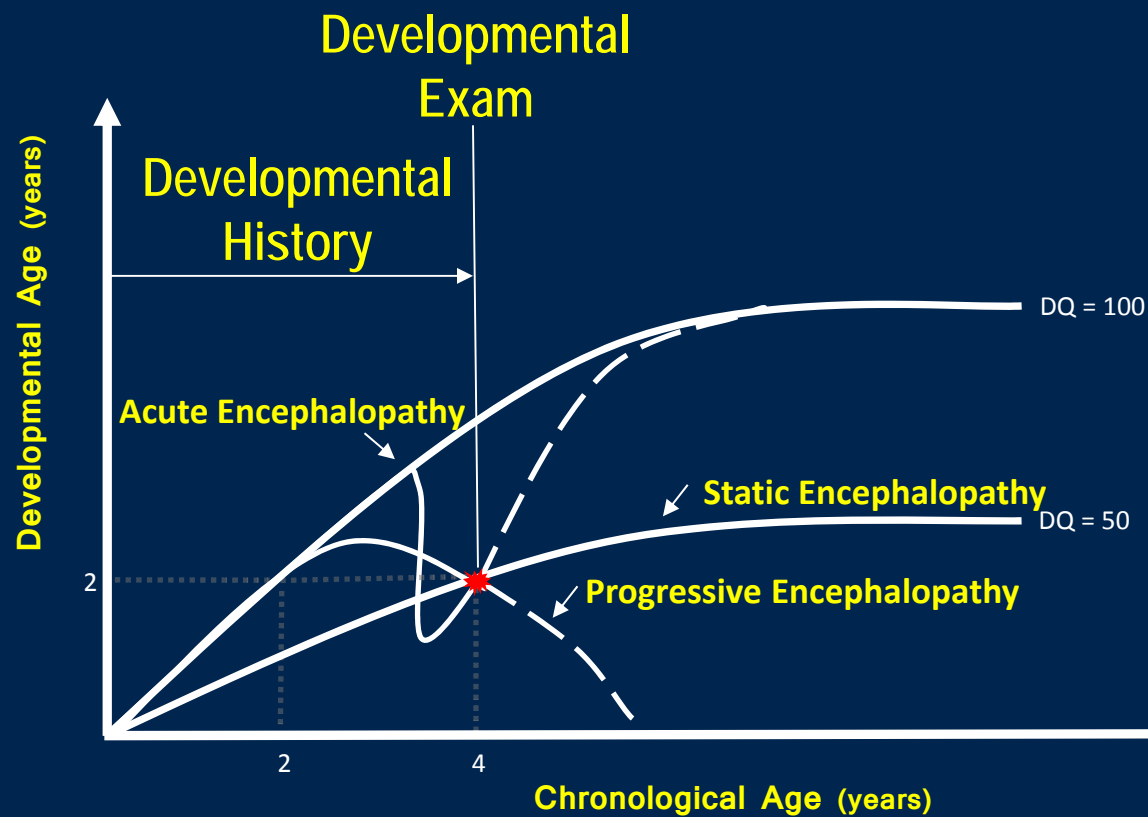 Developmental
Exam
Developmental
History
Developmental Age (years)
DQ = 100
Acute Encephalopathy
Static Encephalopathy
DQ = 50
2
Progressive Encephalopathy
2
4
Chronological Age (years)